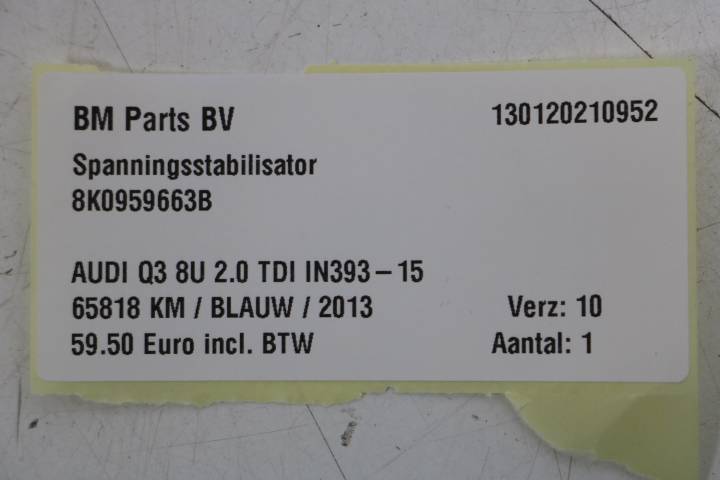 BM Parts BV 130120210952
Spanningsstabilisator
8K0959663B
AUDI Q3 8U 2.0 TDI IN393-15
65818 KM / BLAUW / 2013 Verz: 10
59.50 Euro incl. BTW Aantal: 1